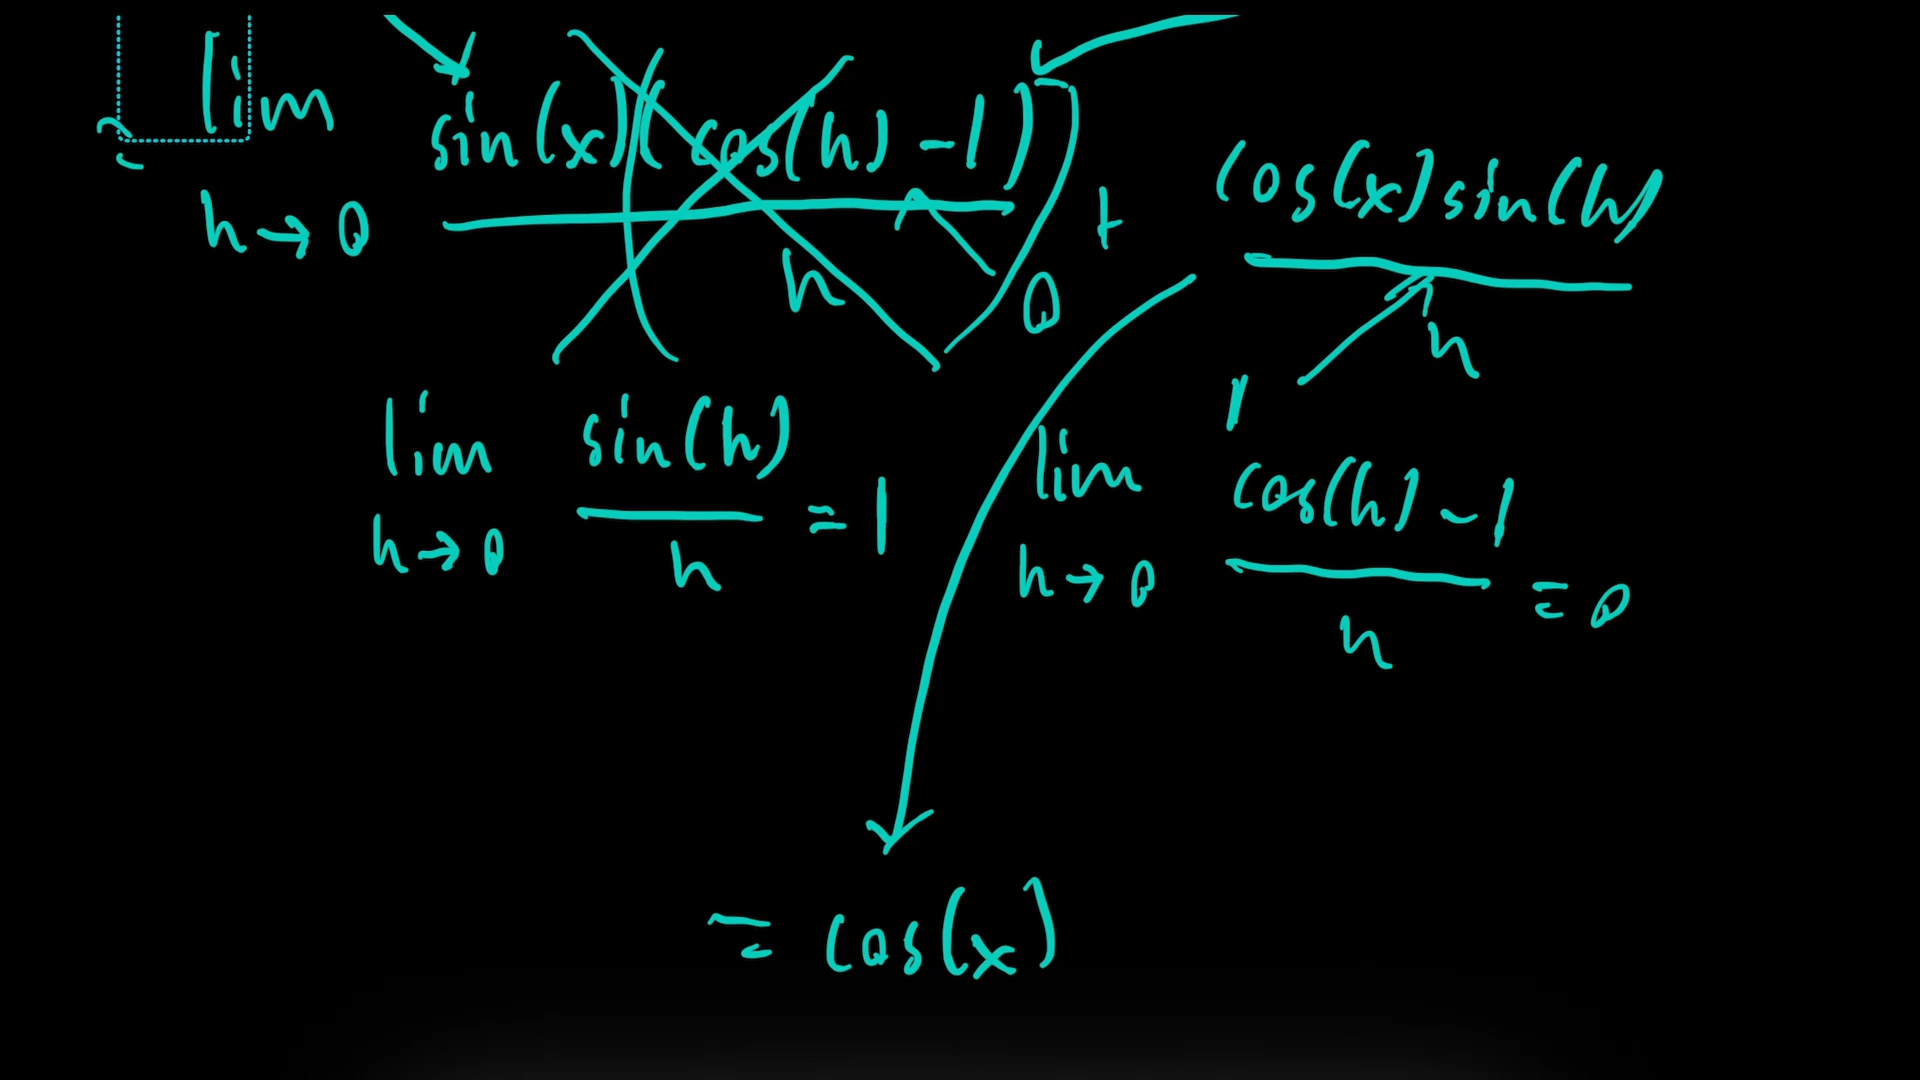 = lim h→0 sin(x)(cos(h)-1) / h + cos(x)sin(h) / h
0
1
lim h→0 sin(h) / h = 1
lim h→0 cos(h)-1 / h = 0
= cos(x)